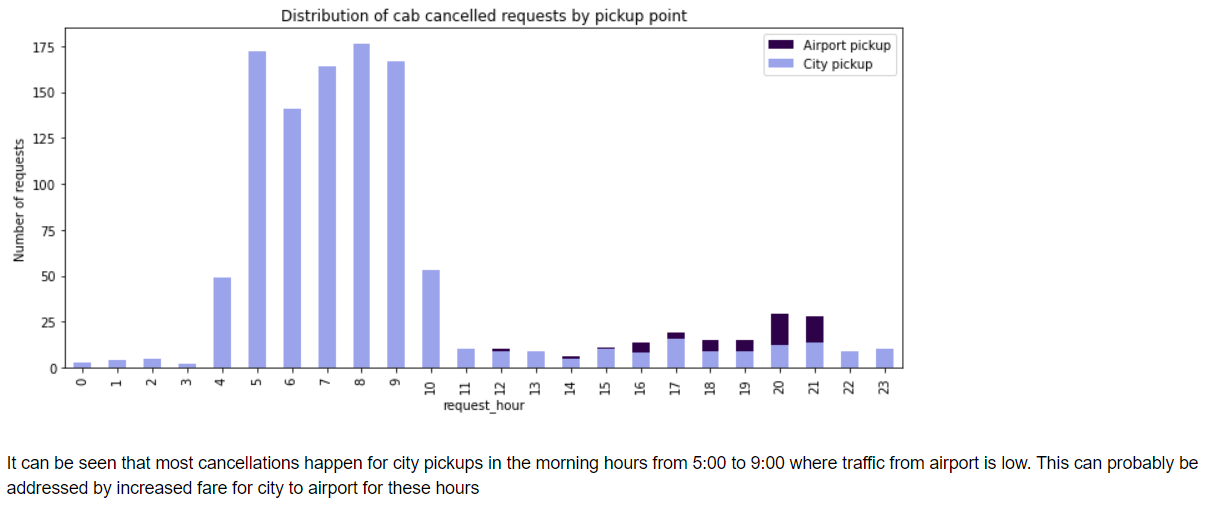 Distribution of cab cancelled requests by pickup point
175
150
125
100
75
50
25
0
Number of requests
Airport pickup
City pickup
0 1 2 3 4 5 6 7 8 9 10 11 12 13 14 15 16 17 18 19 20 21 22 23
request_hour
It can be seen that most cancellations happen for city pickups in the morning hours from 5:00 to 9:00 where traffic from airport is low. This can probably be
addressed by increased fare for city to airport for these hours